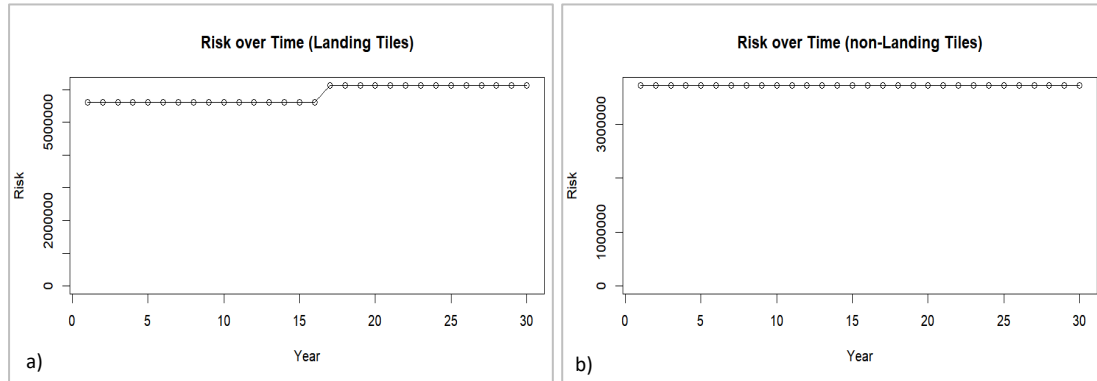 Risk over Time (Landing Tiles)
Risk
0 2000000 5000000
0 5 10 15 20 25 30
Year
a)
Risk over Time (non-Landing Tiles)
Risk
0 1000000 3000000
0 5 10 15 20 25 30
Year
b)